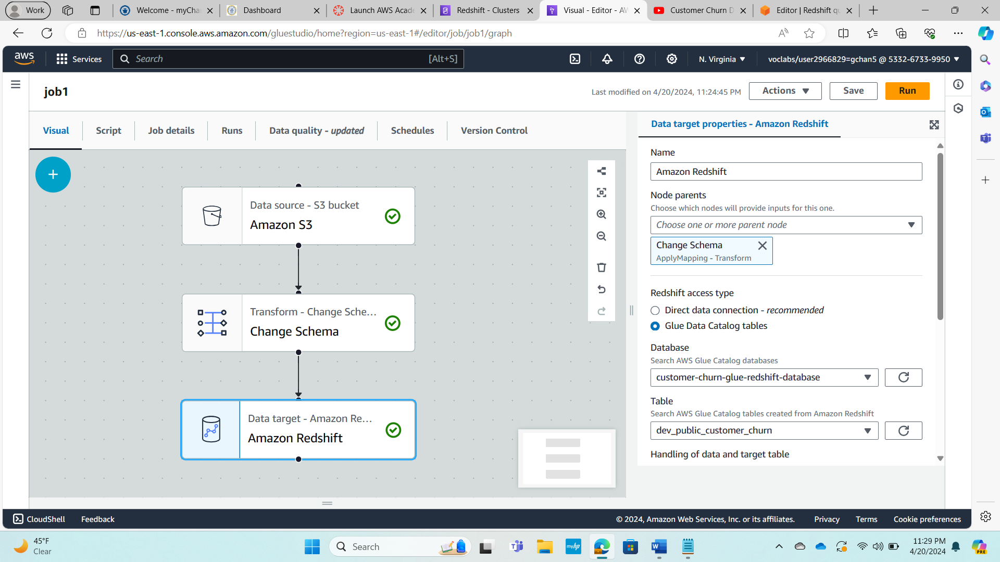 Work
Welcome - myCha
Dashboard
Launch AWS Acade
Redshift - Clusters
Visual - Editor - AW
Customer Churn D
Editor | Redshift qu
https://us-east-1.console.aws.amazon.com/gluestudio/home?region=us-east-1#/editor/job/job1/graph
aws
Services
Search
[Alt+S]
N. Virginia
voclabs/user2966829=gchan5 @ 5332-6733-9950
job1
Last modified on 4/20/2024, 11:24:45 PM
Actions
Save
Run
Visual
Script
Job details
Runs
Data quality - updated
Schedules
Version Control
Data source - S3 bucket
Amazon S3
Transform - Change Sche...
Change Schema
Data target - Amazon Re...
Amazon Redshift
Data target properties - Amazon Redshift
Name
Amazon Redshift
Node parents
Choose which nodes will provide inputs for this one.
Choose one or more parent node
Change Schema
ApplyMapping - Transform
Redshift access type
Direct data connection - recommended
Glue Data Catalog tables
Database
Search AWS Glue Catalog databases
customer-churn-glue-redshift-database
Table
Search AWS Glue Catalog tables created from Amazon Redshift
dev_public_customer_churn
Handling of data and target table
CloudShell
Feedback
© 2024, Amazon Web Services, Inc. or its affiliates.
Privacy
Terms
Cookie preferences
45°F
Clear
Search
myhp
11:29 PM
4/20/2024
PRE